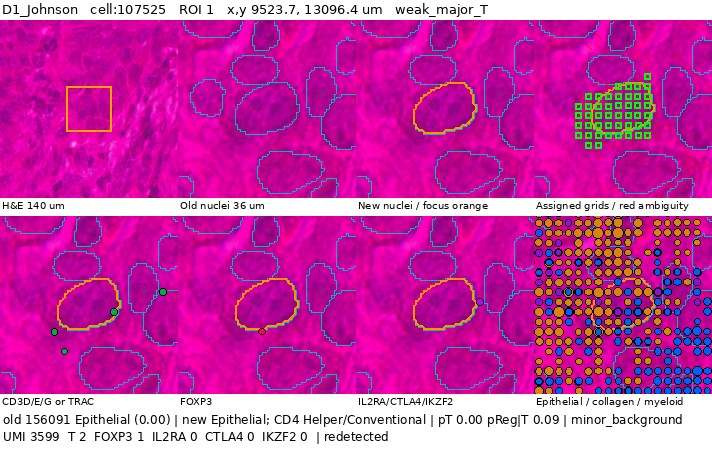 D1_Johnson   cell:107525   ROI 1   x,y 9523.7, 13096.4 um   weak_major_T
H&E 140 um
Old nuclei 36 um
New nuclei / focus orange
Assigned grids / red ambiguity
CD3D/E/G or TRAC
FOXP3
IL2RA/CTLA4/IKZF2
Epithelial / collagen / myeloid
old 156091 Epithelial (0.00) | new Epithelial; CD4 Helper/Conventional | pT 0.00 pReg|T 0.09 | minor_background
UMI 3599  T 2  FOXP3 1  IL2RA 0  CTLA4 0  IKZF2 0  | redetected